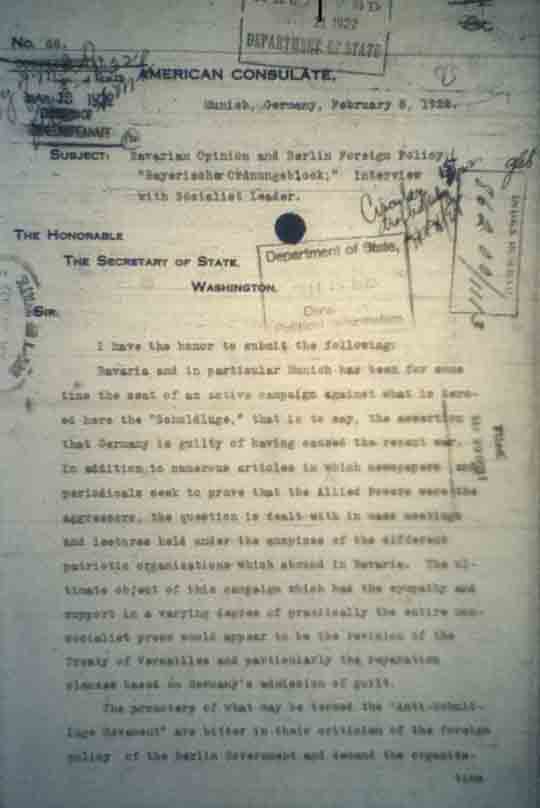 No. 66.
1922
DEPARTMENT OF STATE
AMERICAN CONSULATE,
Munich, Germany, February 8, 1922.
SUBJECT: Bavarian Opinion and Berlin Foreign Policy,
"Bayerische Ordnungsblock," Interview
with Socialist Leader.
THE HONORABLE
THE SECRETARY OF STATE,
WASHINGTON.
Department of State,
SIR:
I have the honor to submit the following:
Bavaria and in particular Munich has been for some
time the seat of an active campaign against what is term-
ed here the "Schuldlüge," that is to say, the assertion
that Germany is guilty of having caused the recent war.
In addition to numerous articles in which newspapers and
periodicals seek to prove that the Allied Powers were the
aggressors, the question is dealt with in mass meetings
and lectures held under the auspices of the different
patriotic organizations which abound in Bavaria. The ul-
timate object of this campaign which has the sympathy and
support in a varying degree of practically the entire non-
socialist press would appear to be the revision of the
Treaty of Versailles and particularly the reparation
clauses based on Germany's admission of guilt.
The promoters of what may be termed the "Anti-Schuld-
luge Movement" are bitter in their criticism of the foreign
policy of the Berlin Government and demand the organiza-
tion